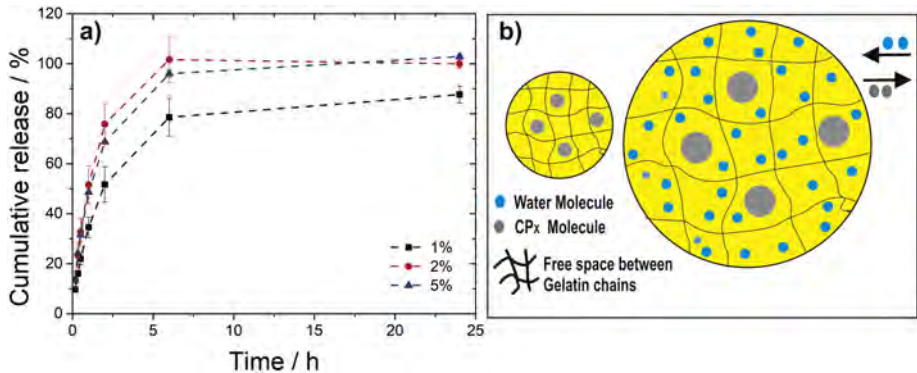 a)
Cumulative release / %
120
100
80
60
40
20
0
0
5
10
15
20
25
Time / h
1%
2%
5%
b)
Water Molecule
CPx Molecule
Free space between
Gelatin chains